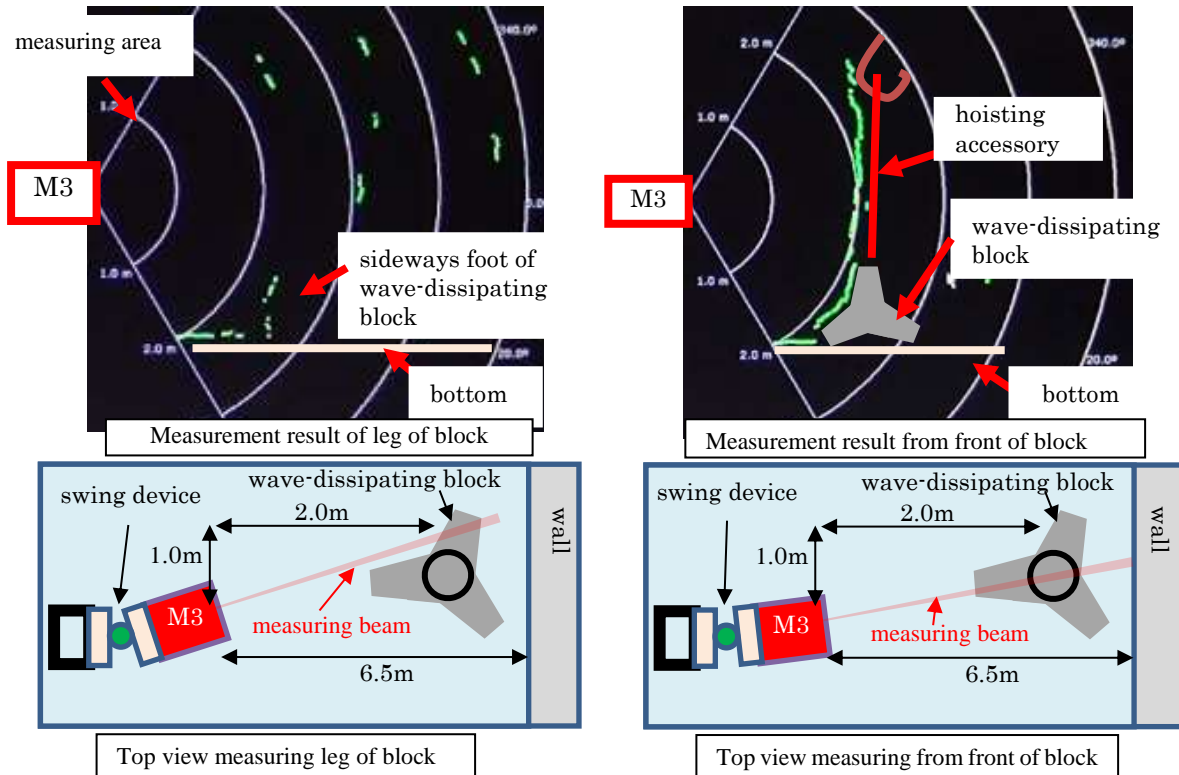 measuring area
M3
1.0 m
1.0 m
2.0 m
340.0°
0.0°
20.0°
sideways foot of
wave-dissipating
block
bottom
Measurement result of leg of block
2.0 m
1.0 m
M3
1.0 m
2.0 m
340.0°
20.0°
hoisting
accessory
wave-dissipating
block
bottom
Measurement result from front of block
swing device
wave-dissipating block
2.0m
1.0m
M3
measuring beam
6.5m
wall
Top view measuring leg of block
swing device
wave-dissipating block
2.0m
1.0m
M3
measuring beam
6.5m
wall
Top view measuring from front of block